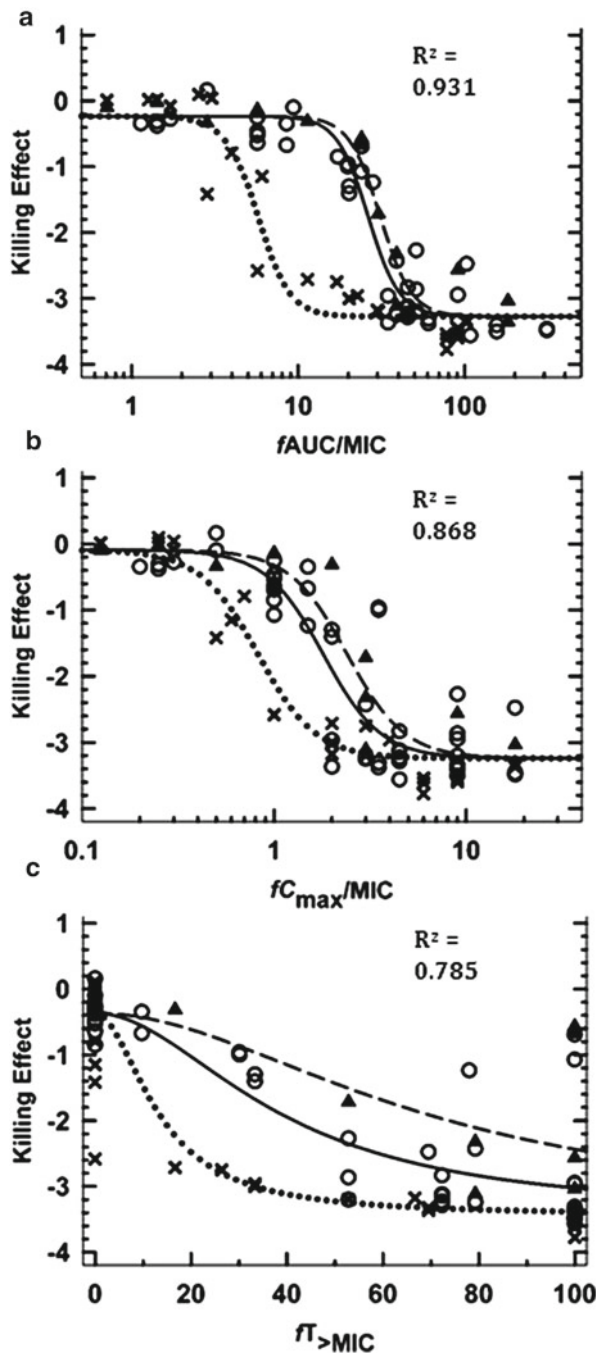 a
R² =
0.931
1
0
-1
-2
-3
-4
Killing Effect
1
10
100
fAUC/MIC
b
R² =
0.868
1
0
-1
-2
-3
-4
Killing Effect
0.1
1
10
fCmax/MIC
c
R² =
0.785
1
0
-1
-2
-3
-4
Killing Effect
0
20
40
60
80
100
fT>MIC